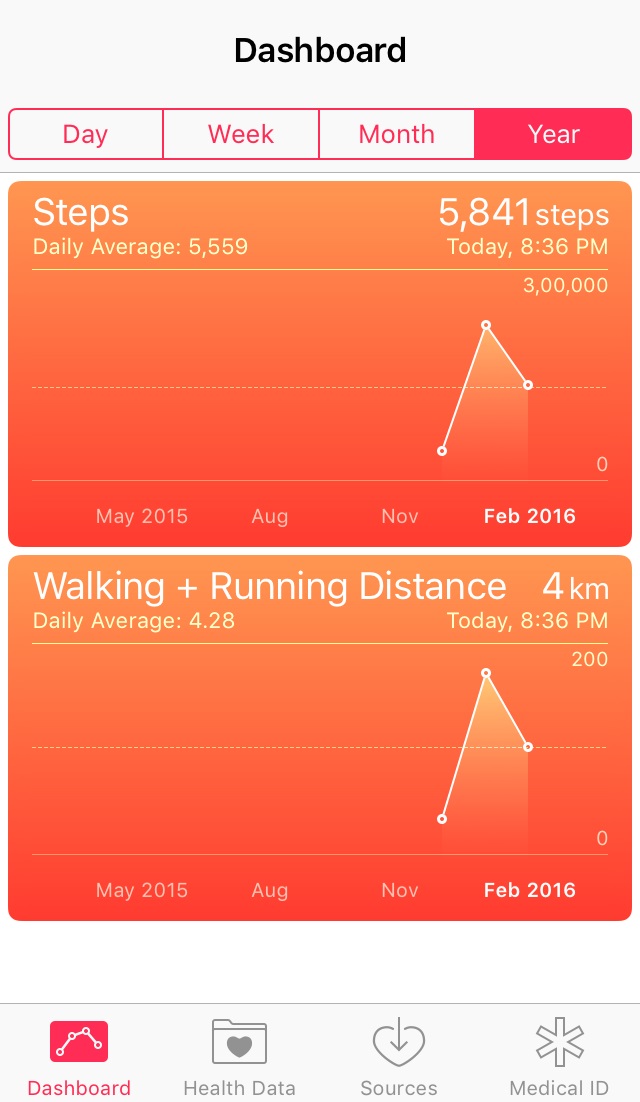 Dashboard
Day Week Month Year
Steps 5,841 steps
Daily Average: 5,559 Today, 8:36 PM
3,00,000
0
May 2015 Aug Nov Feb 2016
Walking + Running Distance 4 km
Daily Average: 4.28 Today, 8:36 PM
200
0
May 2015 Aug Nov Feb 2016
Dashboard Health Data Sources Medical ID